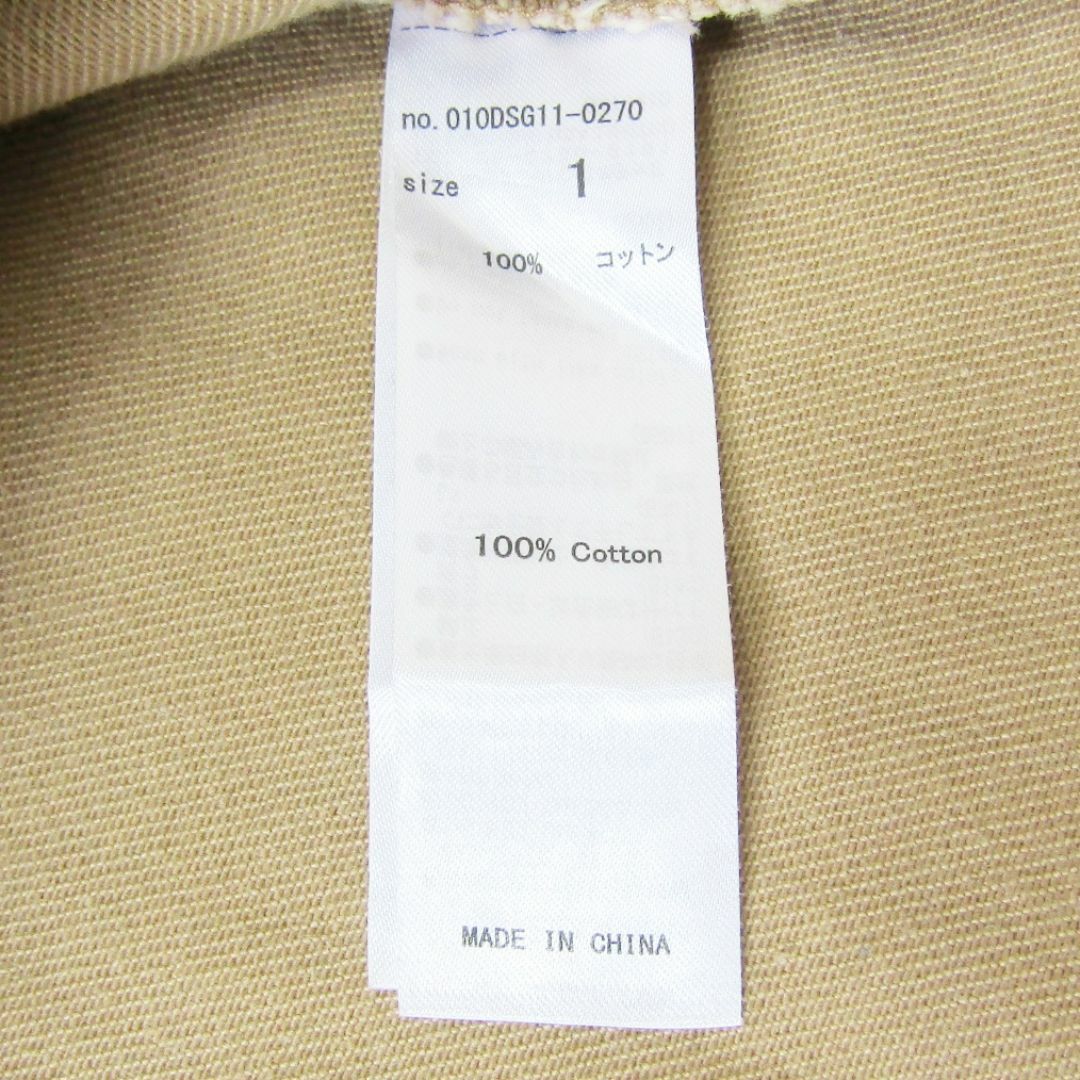 no.010DSG11-0270
size 1
100% コットン
100% Cotton
MADE IN CHINA